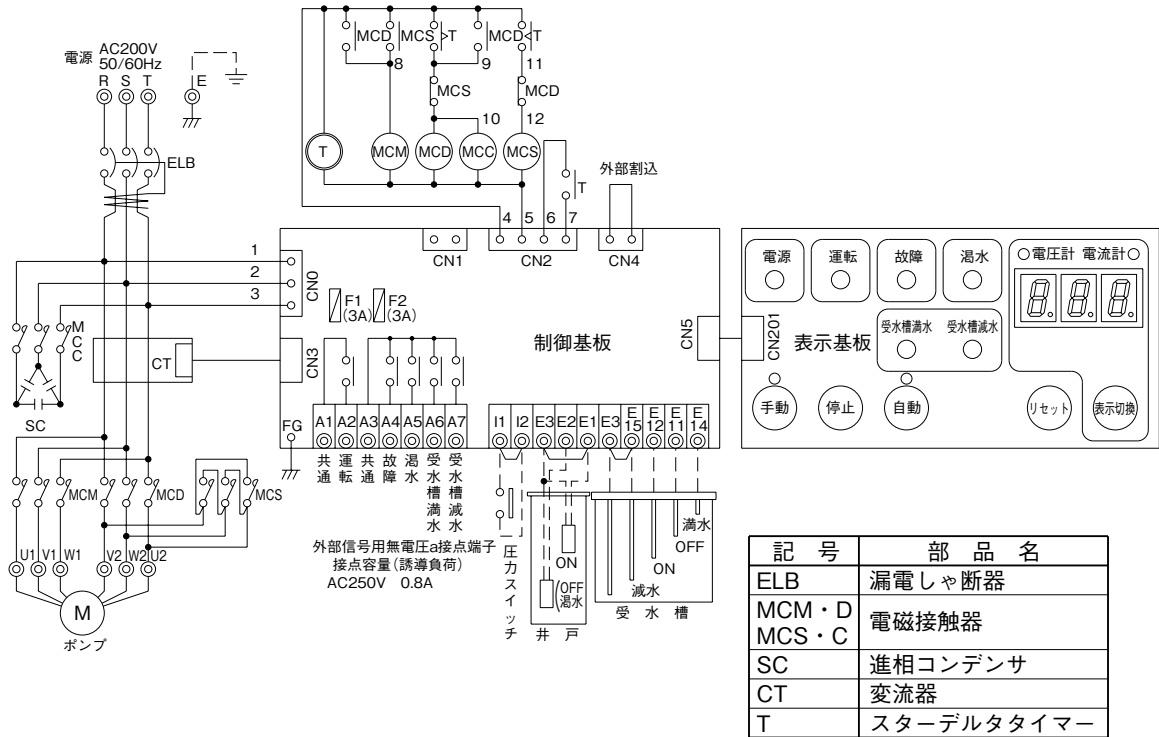 電源 AC200V
50/60Hz
R S T E
ELB
MCD MCS T MCD T
8 9 11
MCS MCD
10 12
T MCM MCD MCC MCS
T
外部割込
4 5 6 7
CN1 CN2 CN4
1
2
3
CN0
F1
(3A)
F2
(3A)
制御基板
CN5
CN201
表示基板
電源 運転 故障 渇水
電圧計 電流計
8.8.8.
受水槽満水 受水槽減水
手動 停止 自動 リセット 表示切換
MCC
SC
CT
CN3
FG
A1 A2 A3 A4 A5 A6 A7
共通 運転 共通 故障 渇水 受水槽満水 受水槽減水
外部信号用無電圧a接点端子
接点容量(誘導負荷)
AC250V 0.8A
I1 I2 E3 E2 E1 E3 E15 E12 E11 E14
圧力スイッチ
ON
OFF
渇水
井戸
満水
OFF
ON
減水
受水槽
MCM MCD MCS
U1 V1 W1 V2 W2 U2
M
ポンプ
記号 部品名
ELB 漏電しゃ断器
MCM・D
MCS・C 電磁接触器
SC 進相コンデンサ
CT 変流器
T スターデルタタイマー